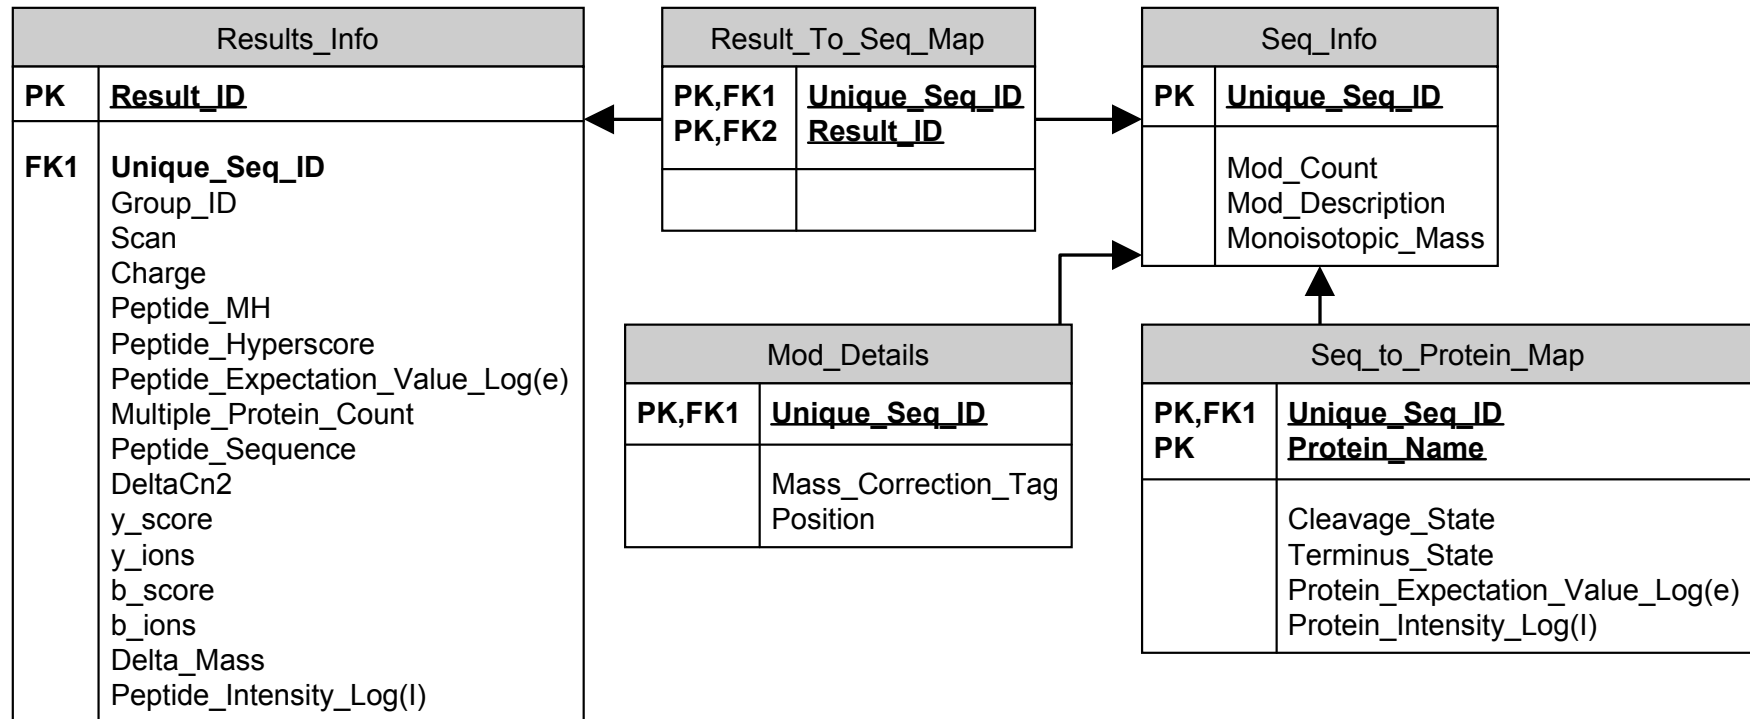 Results_Info
PK Result_ID
FK1 Unique_Seq_ID
Group_ID
Scan
Charge
Peptide_MH
Peptide_Hyperscore
Peptide_Expectation_Value_Log(e)
Multiple_Protein_Count
Peptide_Sequence
DeltaCn2
y_score
y_ions
b_score
b_ions
Delta_Mass
Peptide_Intensity_Log(I)
Result_To_Seq_Map
PK,FK1 Unique_Seq_ID
PK,FK2 Result_ID
Seq_Info
PK Unique_Seq_ID
Mod_Count
Mod_Description
Monoisotopic_Mass
Mod_Details
PK,FK1 Unique_Seq_ID
Mass_Correction_Tag
Position
Seq_to_Protein_Map
PK,FK1 Unique_Seq_ID
PK Protein_Name
Cleavage_State
Terminus_State
Protein_Expectation_Value_Log(e)
Protein_Intensity_Log(I)